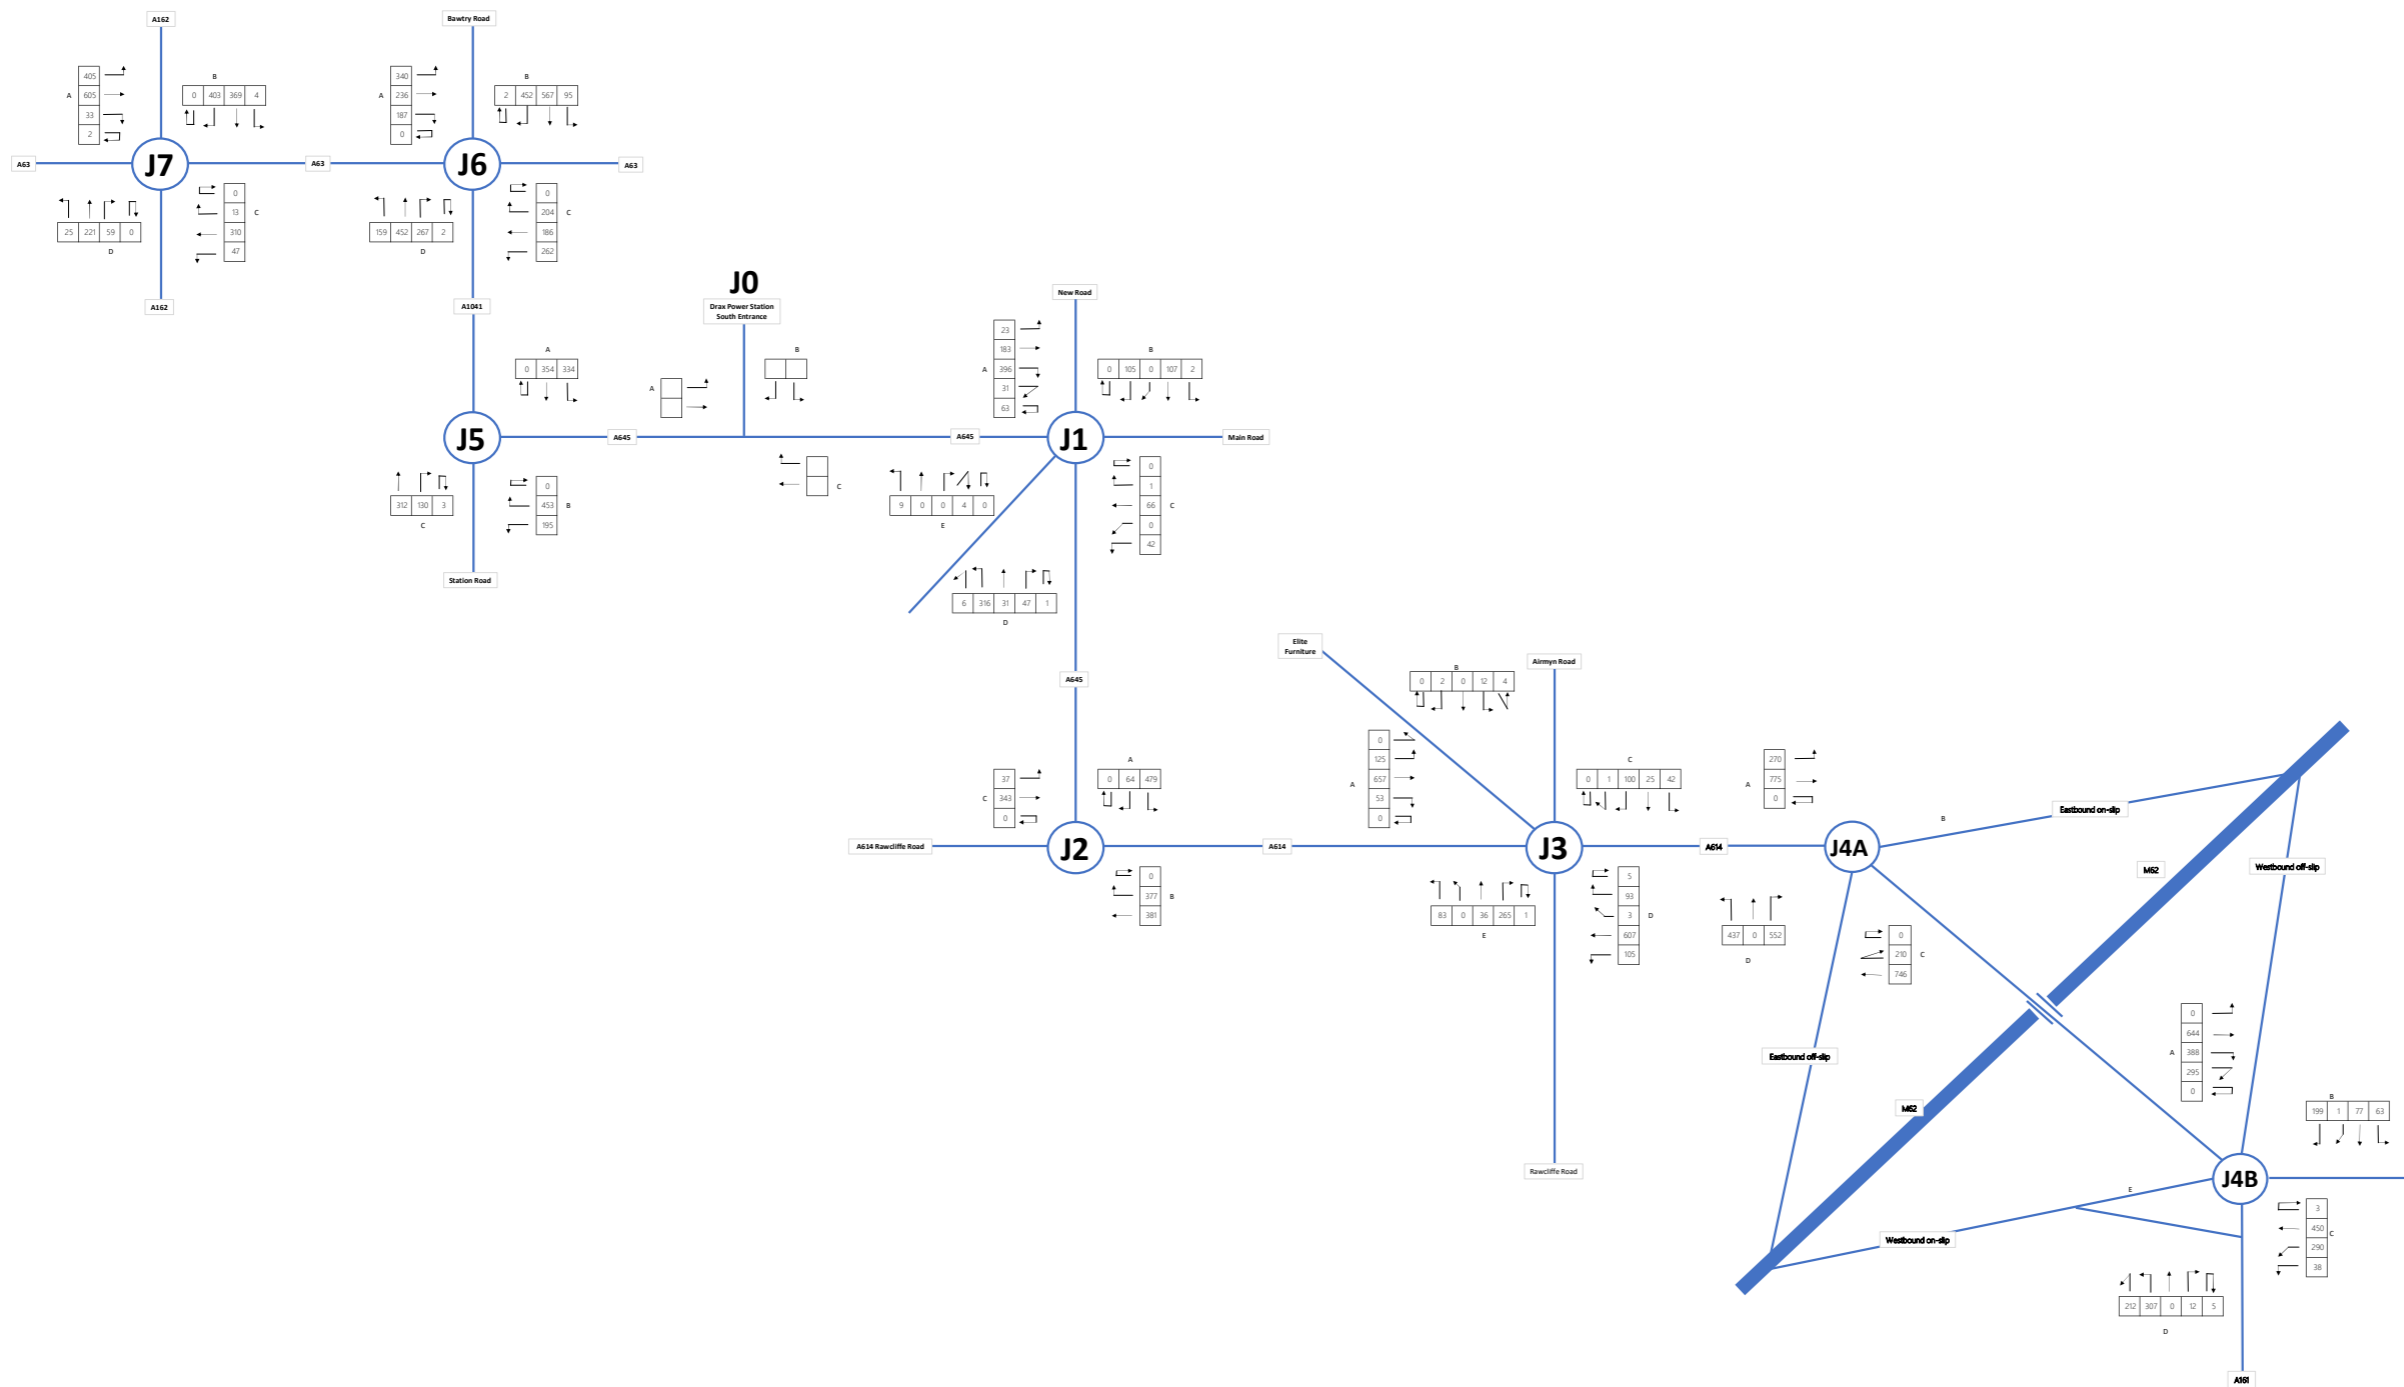 A162
Bawtry Road
405
A 605
33
2
B
0 403 369 4
340
A 236
187
0
B
2 452 567 95
A63
J7
A63
J6
A63
25 221 59 0
D
0
13 C
310
47
159 452 267 2
D
0
204 C
186
262
A162
A1041
J0
Drax Power Station
South Entrance
New Road
A
0 354 334
A
B
23
183
A 396
31
63
B
0 105 0 107 2
J5
A645
A645
J1
Main Road
312 130 3
C
0
453 B
195
C
9 0 0 4 0
E
0
1
66 C
0
42
Station Road
6 316 31 47 1
D
Elite
Furniture
Airmyn Road
A645
B
0 2 0 12 4
0
125
657
A
53
0
C
0 1 100 25 42
270
775
A
0
37
C 343
0
A
0 64 479
A614 Rawcliffe Road
J2
A614
J3
A614
J4A
B
Eastbound on-slip
M62
Westbound off-slip
0
377 B
381
83 0 36 265 1
E
5
93
3 D
607
105
437 0 552
D
0
210 C
746
Eastbound off-slip
M62
0
644
A 388
295
0
B
199 1 77 63
Rawcliffe Road
J4B
E
Westbound on-slip
3
450
C
290
38
212 307 0 12 5
D
A161